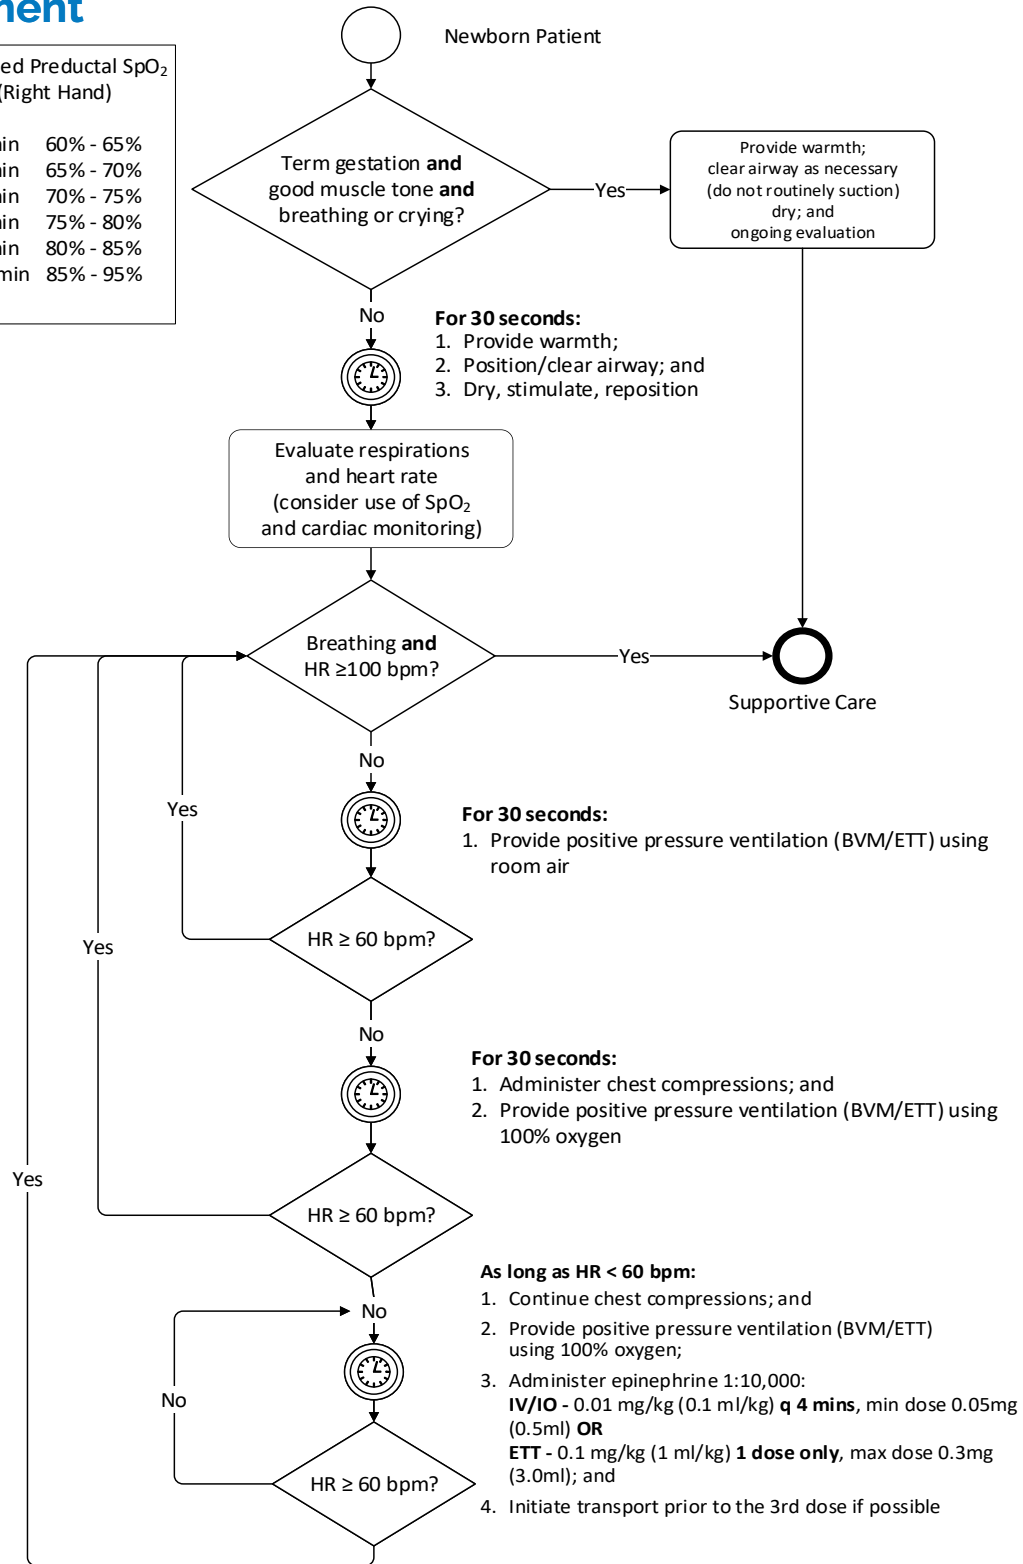 Newborn Patient
Preductal SpO₂
(Right Hand)
60% - 65%
65% - 70%
70% - 75%
75% - 80%
80% - 85%
min 85% - 95%
Term gestation and
good muscle tone and
breathing or crying?
Yes
Provide warmth;
clear airway as necessary
(do not routinely suction)
dry; and
ongoing evaluation
No
For 30 seconds:
1. Provide warmth;
2. Position/clear airway; and
3. Dry, stimulate, reposition
Evaluate respirations
and heart rate
(consider use of SpO₂
and cardiac monitoring)
Breathing and
HR ≥100 bpm?
Yes
Supportive Care
No
Yes
For 30 seconds:
1. Provide positive pressure ventilation (BVM/ETT) using
room air
HR ≥ 60 bpm?
Yes
No
For 30 seconds:
1. Administer chest compressions; and
2. Provide positive pressure ventilation (BVM/ETT) using
100% oxygen
Yes
HR ≥ 60 bpm?
No
As long as HR < 60 bpm:
1. Continue chest compressions; and
2. Provide positive pressure ventilation (BVM/ETT)
using 100% oxygen;
3. Administer epinephrine 1:10,000:
IV/IO - 0.01 mg/kg (0.1 ml/kg) q 4 mins, min dose 0.05mg
(0.5ml) OR
ETT - 0.1 mg/kg (1 ml/kg) 1 dose only, max dose 0.3mg
(3.0ml); and
4. Initiate transport prior to the 3rd dose if possible
No
HR ≥ 60 bpm?